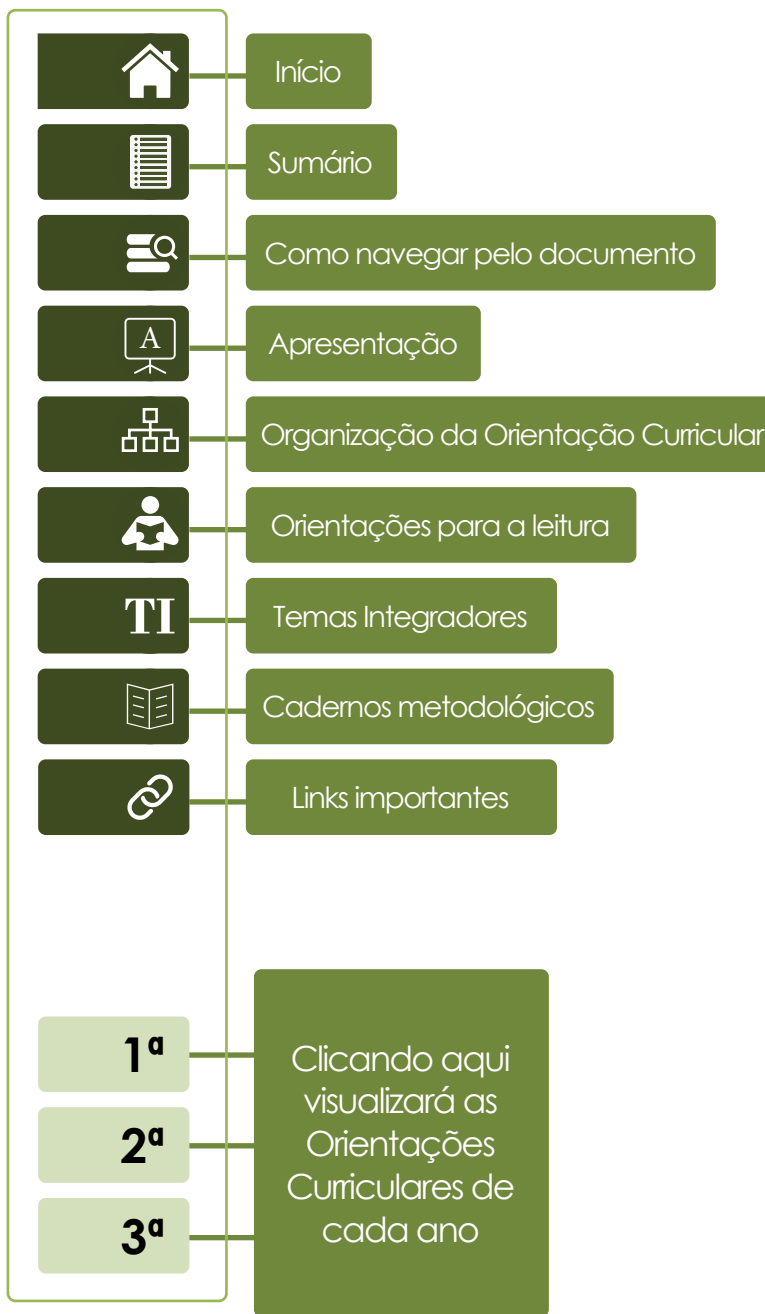 Início
Sumário
Como navegar pelo documento
A
Apresentação
Organização da Orientação Curricular
Orientações para a leitura
TI
Temas Integradores
Cadernos metodológicos
Links importantes
1ª
2ª
3ª
Clicando aqui
visualizará as
Orientações
Curriculares de
cada ano